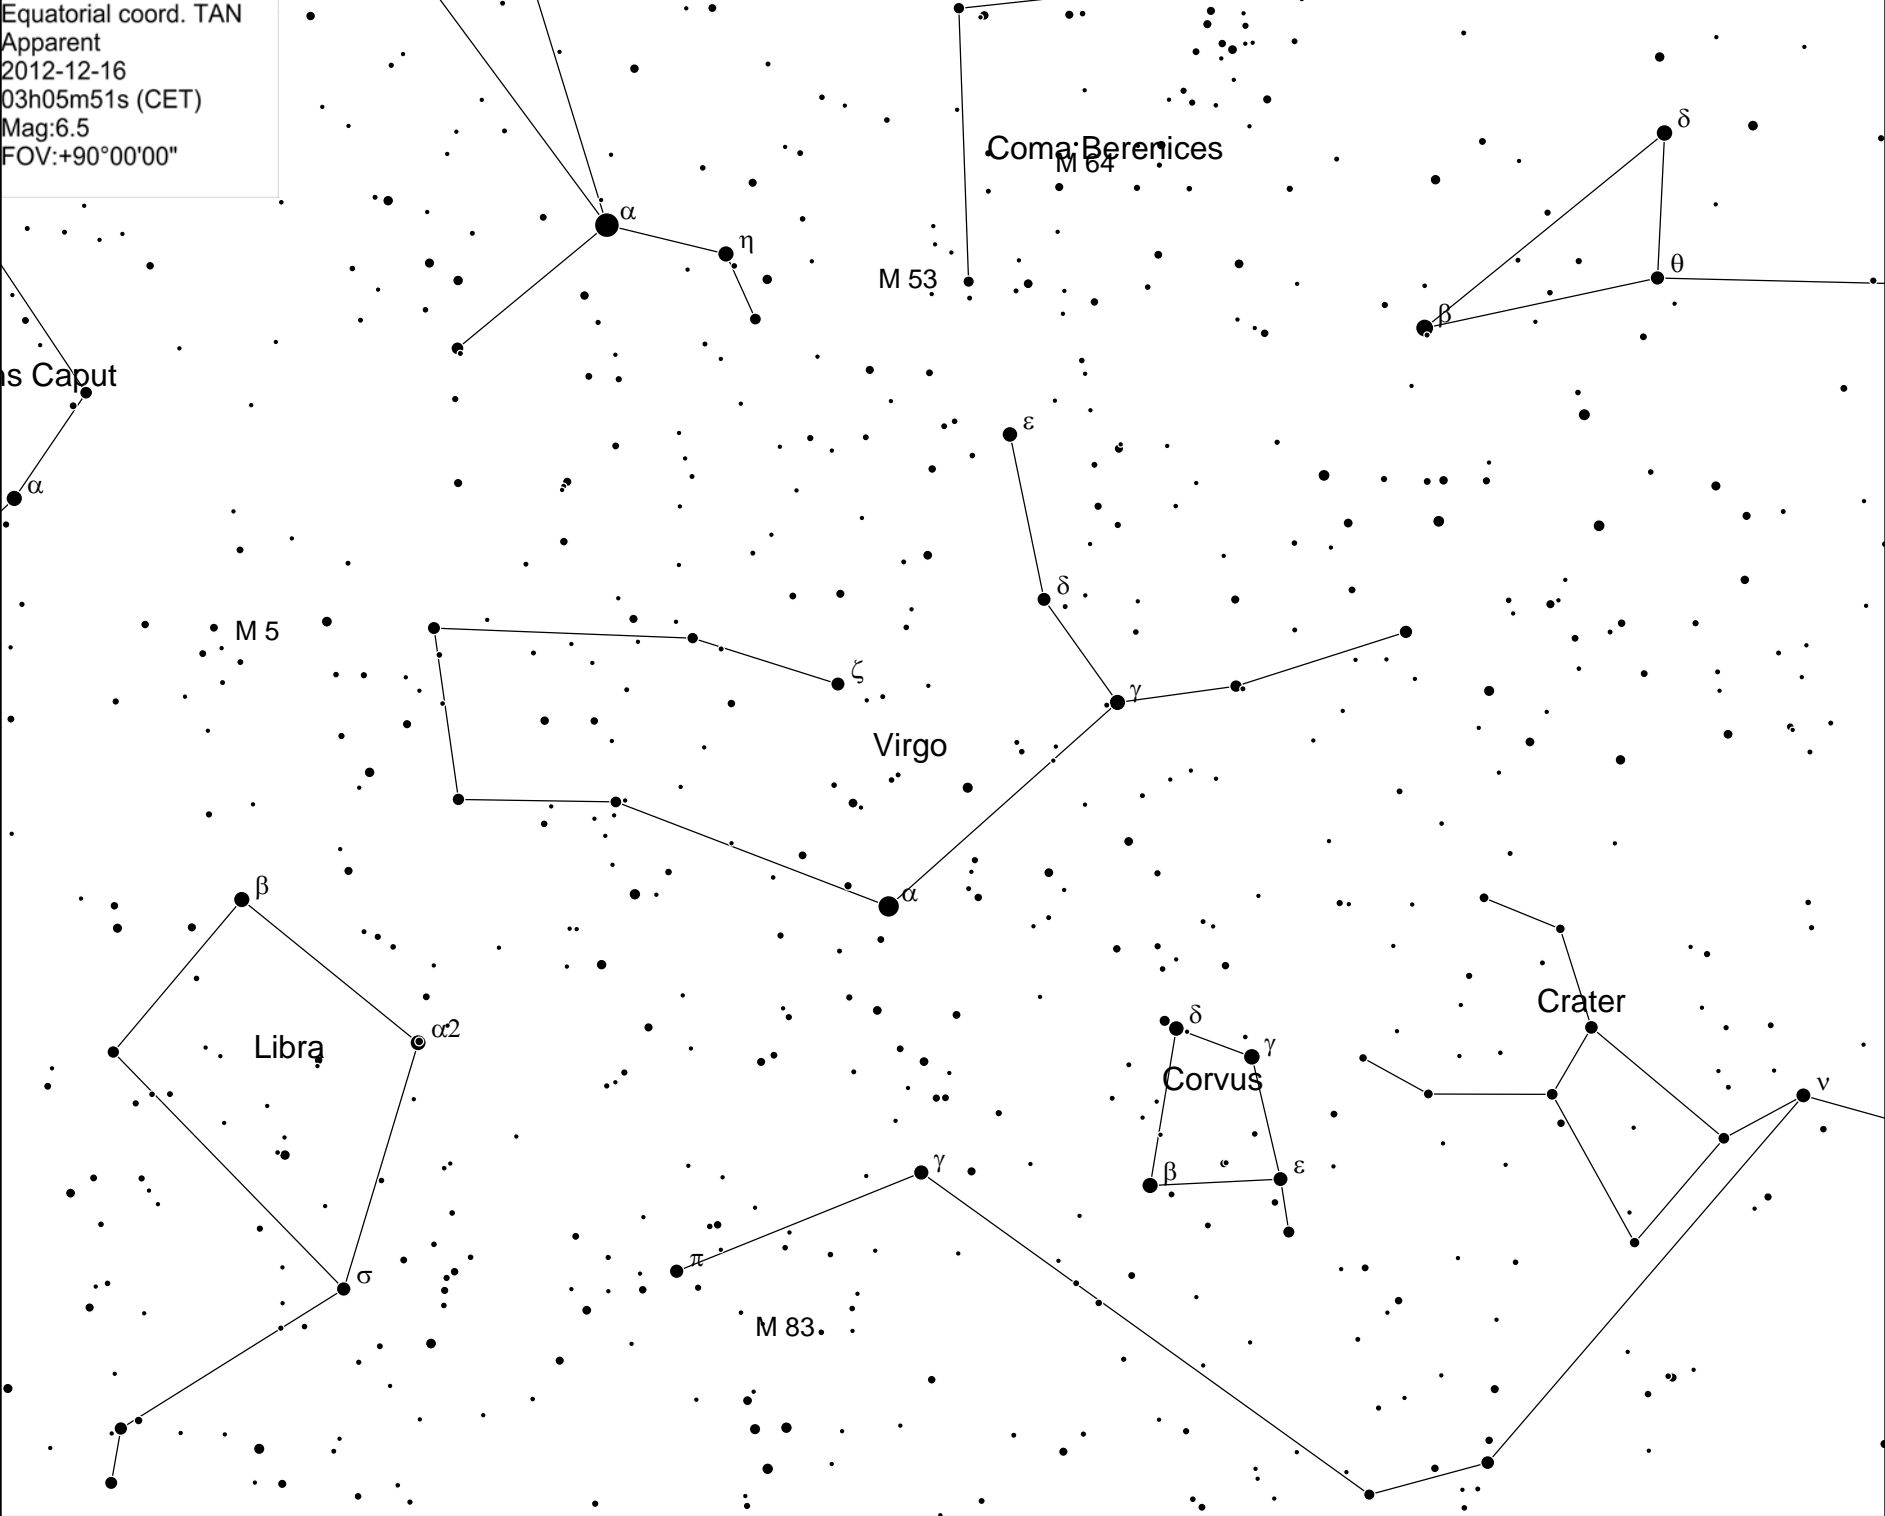 Equatorial coord. TAN
Apparent
2012-12-16
03h05m51s (CET)
Mag:6.5
FOV:+90°00'00"
δ
Coma Berenices
M 64
α
η
θ
M 53
β
ns Caput
ε
α
δ
M 5
ζ
γ
Virgo
β
α
Crater
δ
α2
Libra
γ
Corvus
ν
γ
β
ε
π
σ
M 83